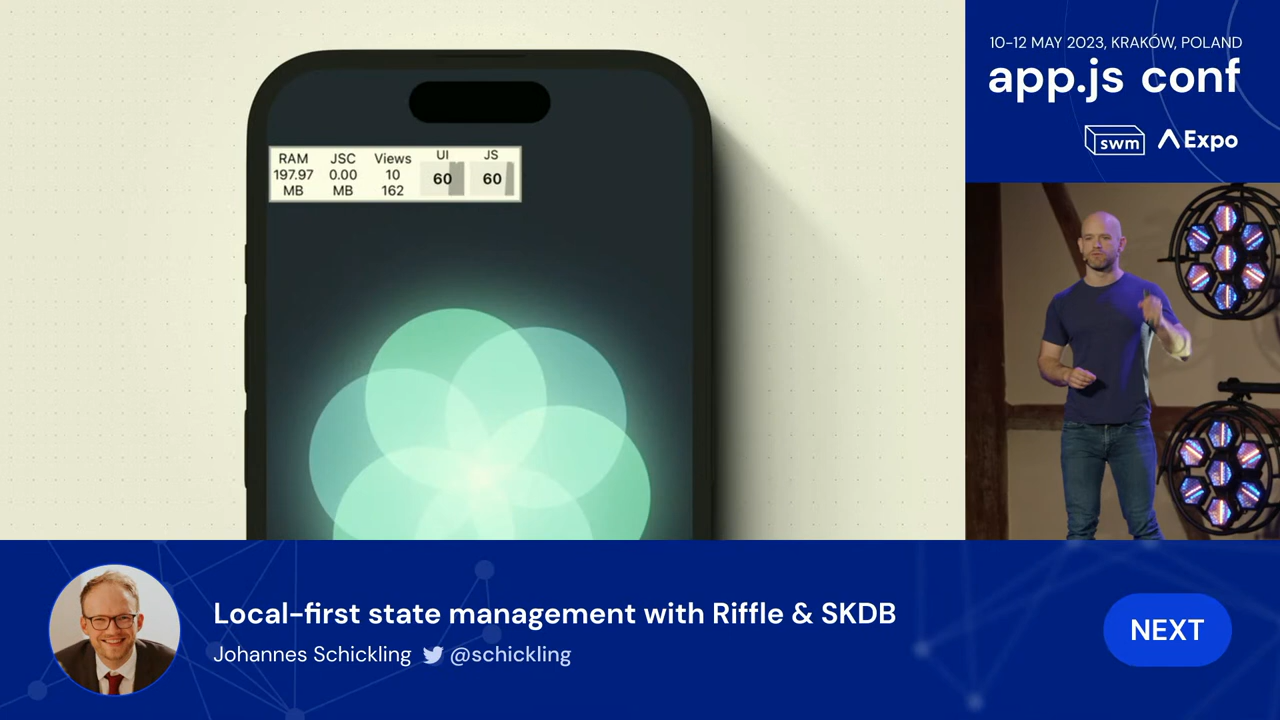 RAM
197.97
MB
JSC
0.00
MB
Views
10
162
UI
60
JS
60
10-12 MAY 2023, KRAKÓW, POLAND
app.js conf
swm
Expo
Local-first state management with Riffle & SKDB
Johannes Schickling @schickling
NEXT